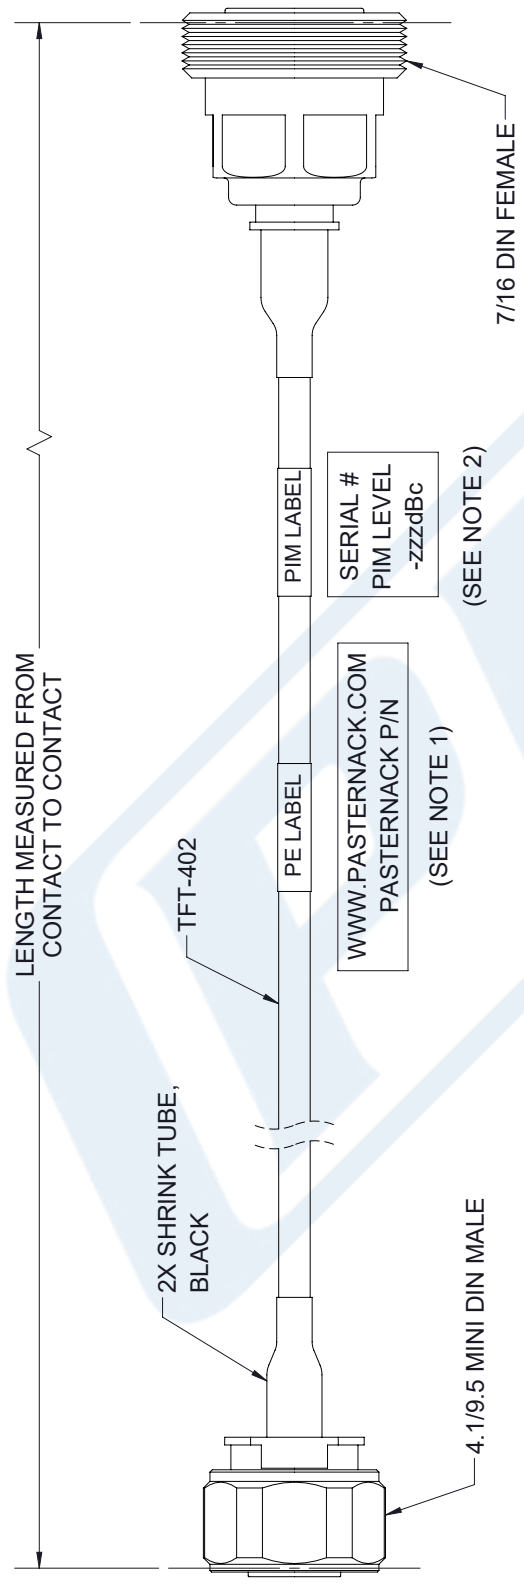 LENGTH MEASURED FROM
CONTACT TO CONTACT
2X SHRINK TUBE,
BLACK
TFT-402
PE LABEL
PIM LABEL
WWW.PASTERNACK.COM
PASTERNACK P/N
(SEE NOTE 1)
SERIAL #
PIM LEVEL
-zzzdBc
(SEE NOTE 2)
4.1/9.5 MINI DIN MALE
7/16 DIN FEMALE